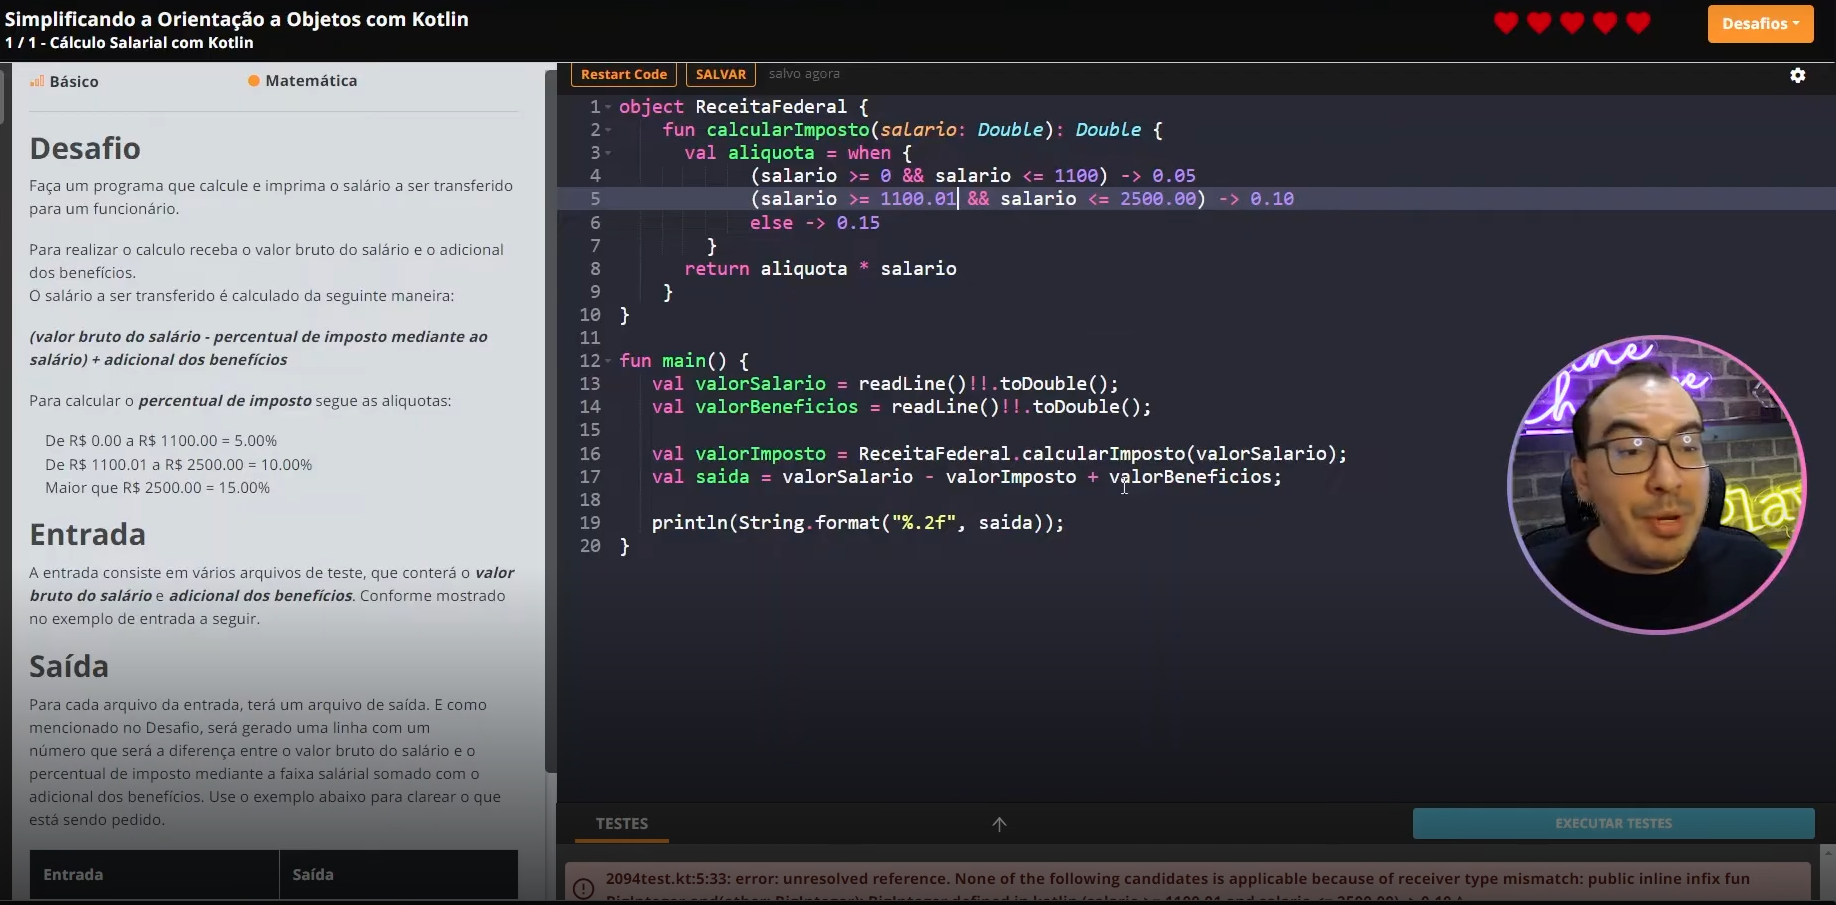 Simplificando a Orientação a Objetos com Kotlin
1 / 1 - Cálculo Salarial com Kotlin
Desafios
Básico
Matemática
Desafio
Faça um programa que calcule e imprima o salário a ser transferido
para um funcionário.
Para realizar o calculo receba o valor bruto do salário e o adicional
dos benefícios.
O salário a ser transferido é calculado da seguinte maneira:
(valor bruto do salário - percentual de imposto mediante ao
salário) + adicional dos benefícios
Para calcular o percentual de imposto segue as aliquotas:
De R$ 0.00 a R$ 1100.00 = 5.00%
De R$ 1100.01 a R$ 2500.00 = 10.00%
Maior que R$ 2500.00 = 15.00%
Entrada
A entrada consiste em vários arquivos de teste, que conterá o valor
bruto do salário e adicional dos benefícios. Conforme mostrado
no exemplo de entrada a seguir.
Saída
Para cada arquivo da entrada, terá um arquivo de saída. E como
mencionado no Desafio, será gerado uma linha com um
número que será a diferença entre o valor bruto do salário e o
percentual de imposto mediante a faixa salárial somado com o
adicional dos benefícios. Use o exemplo abaixo para clarear o que
está sendo pedido.
Entrada Saída
Restart Code SALVAR salvo agora
1 object ReceitaFederal {
2 fun calcularImposto(salario: Double): Double {
3 val aliquota = when {
4 (salario >= 0 && salario <= 1100) -> 0.05
5 (salario >= 1100.01 && salario <= 2500.00) -> 0.10
6 else -> 0.15
7 }
8 return aliquota * salario
9 }
10 }
11
12 fun main() {
13 val valorSalario = readLine()!!.toDouble();
14 val valorBeneficios = readLine()!!.toDouble();
15
16 val valorImposto = ReceitaFederal.calcularImposto(valorSalario);
17 val saida = valorSalario - valorImposto + valorBeneficios;
18
19 println(String.format("%.2f", saida));
20 }
TESTES
EXECUTAR TESTES
2094test.kt:5:33: error: unresolved reference. None of the following candidates is applicable because of receiver type mismatch: public inline infix fun